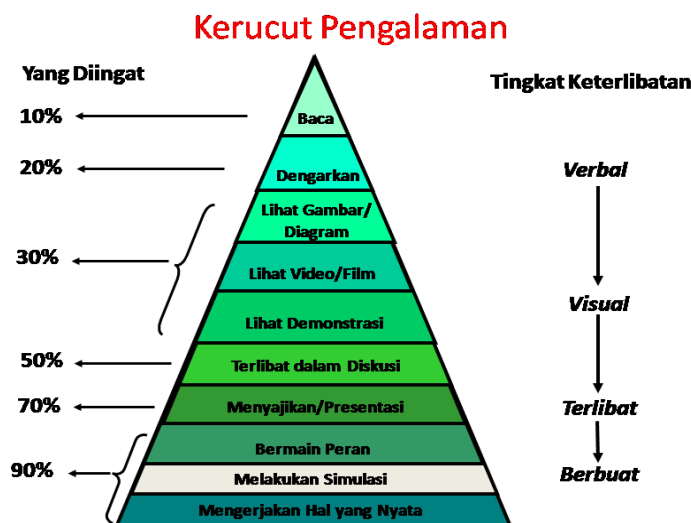 Kerucut Pengalaman
Yang Diingat
Tingkat Keterlibatan
10%
Baca
20%
Dengarkan
Verbal
Lihat Gambar/
Diagram
30%
Lihat Video/Film
Visual
Lihat Demonstrasi
50%
Terlibat dalam Diskusi
70%
Menyajikan/Presentasi
Terlibat
Bermain Peran
90%
Melakukan Simulasi
Berbuat
Mengerjakan Hal yang Nyata